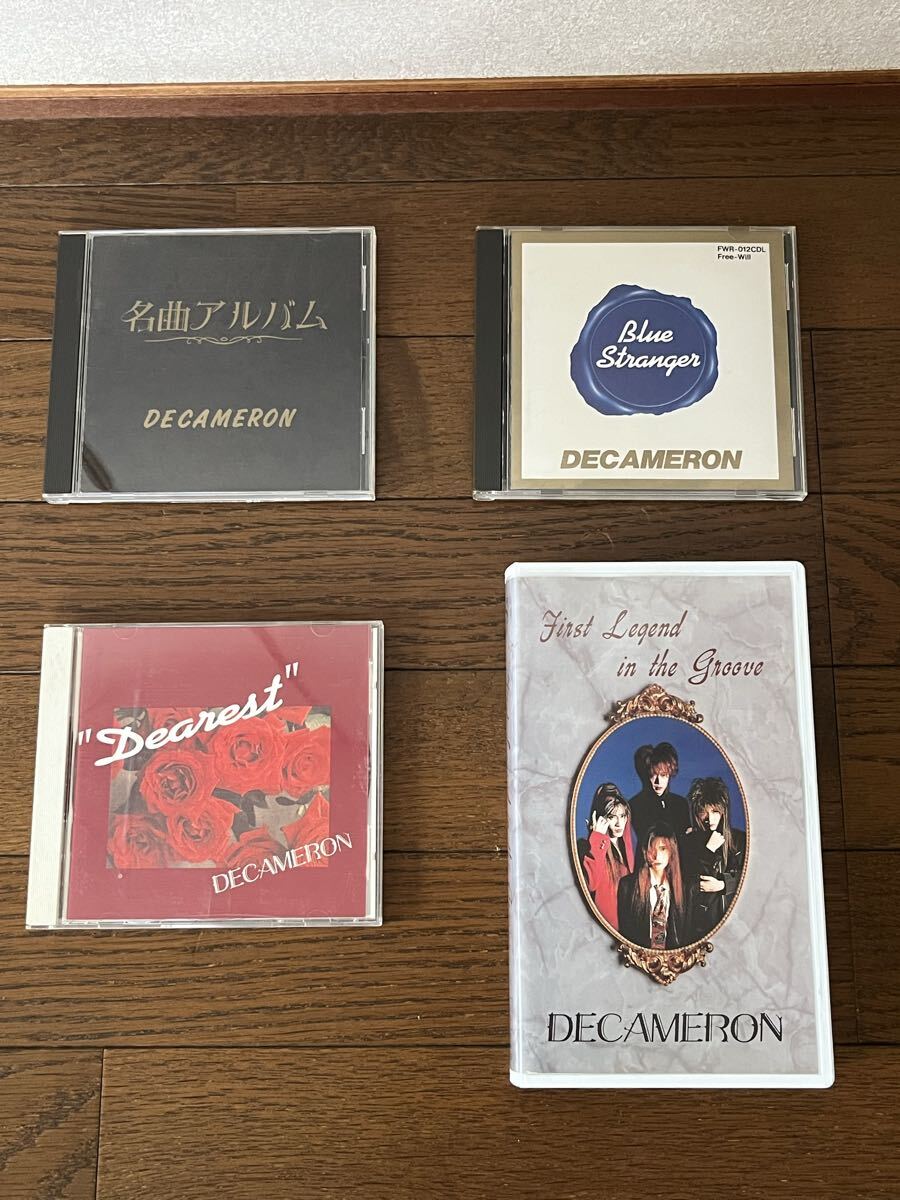 名曲アルバム
DECAMERON
FWR-012CDL
Free-Will
Blue
Stranger
DECAMERON
"Dearest"
DECAMERON
First Legend
in the Groove
DECAMERON